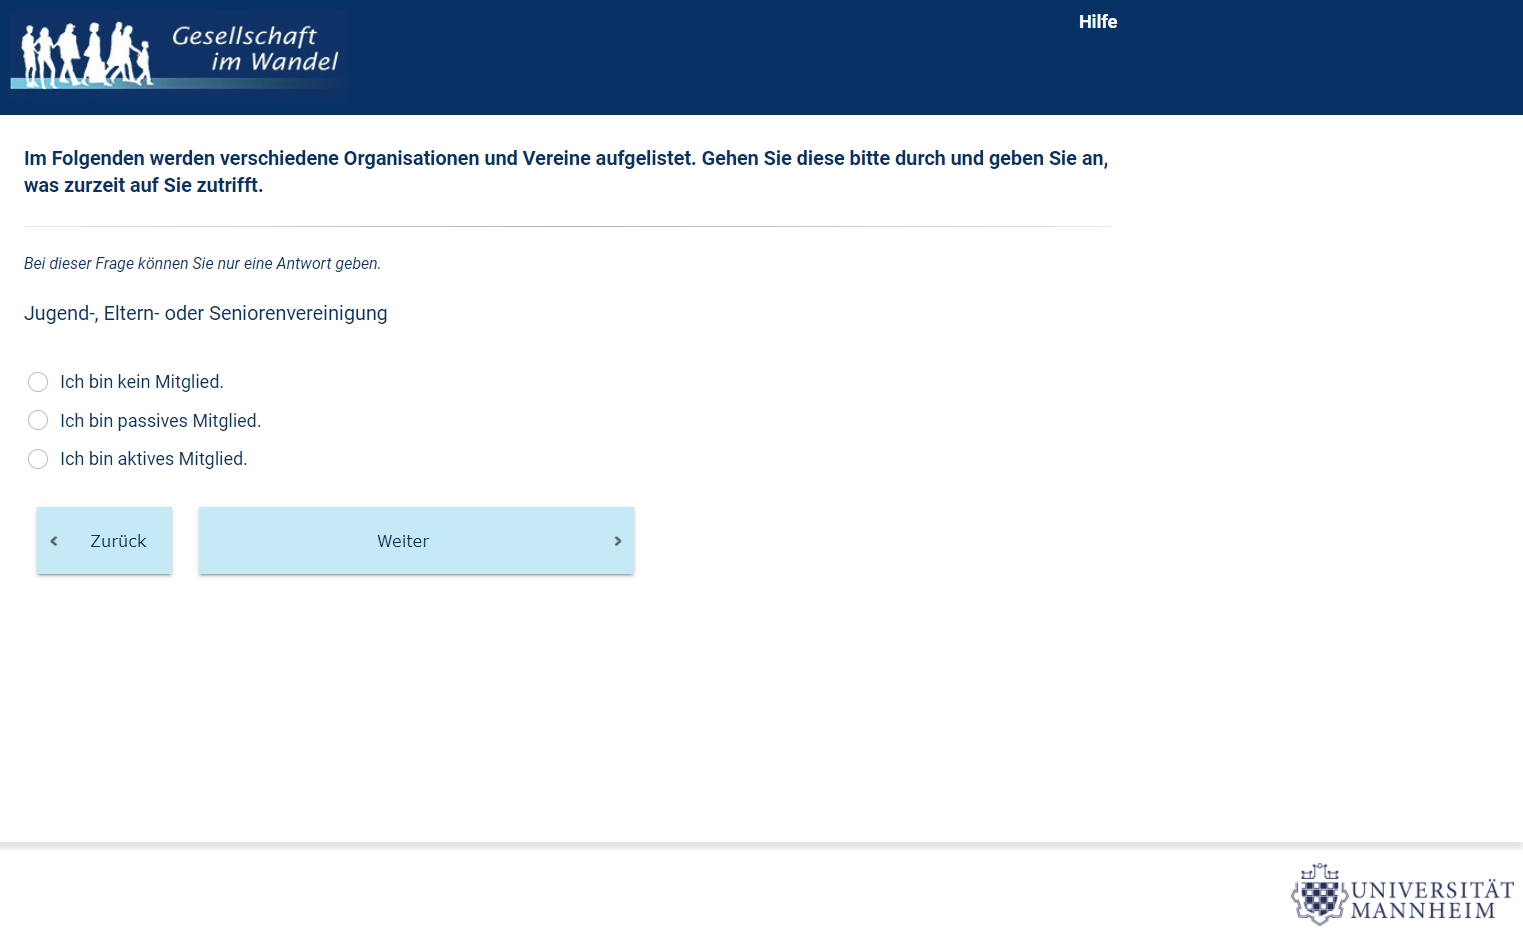 Gesellschaft
im Wandel
Hilfe
Im Folgenden werden verschiedene Organisationen und Vereine aufgelistet. Gehen Sie diese bitte durch und geben Sie an,
was zurzeit auf Sie zutrifft.
Bei dieser Frage können Sie nur eine Antwort geben.
Jugend-, Eltern- oder Seniorenvereinigung
Ich bin kein Mitglied.
Ich bin passives Mitglied.
Ich bin aktives Mitglied.
Zurück
Weiter
UNIVERSITÄT
MANNHEIM